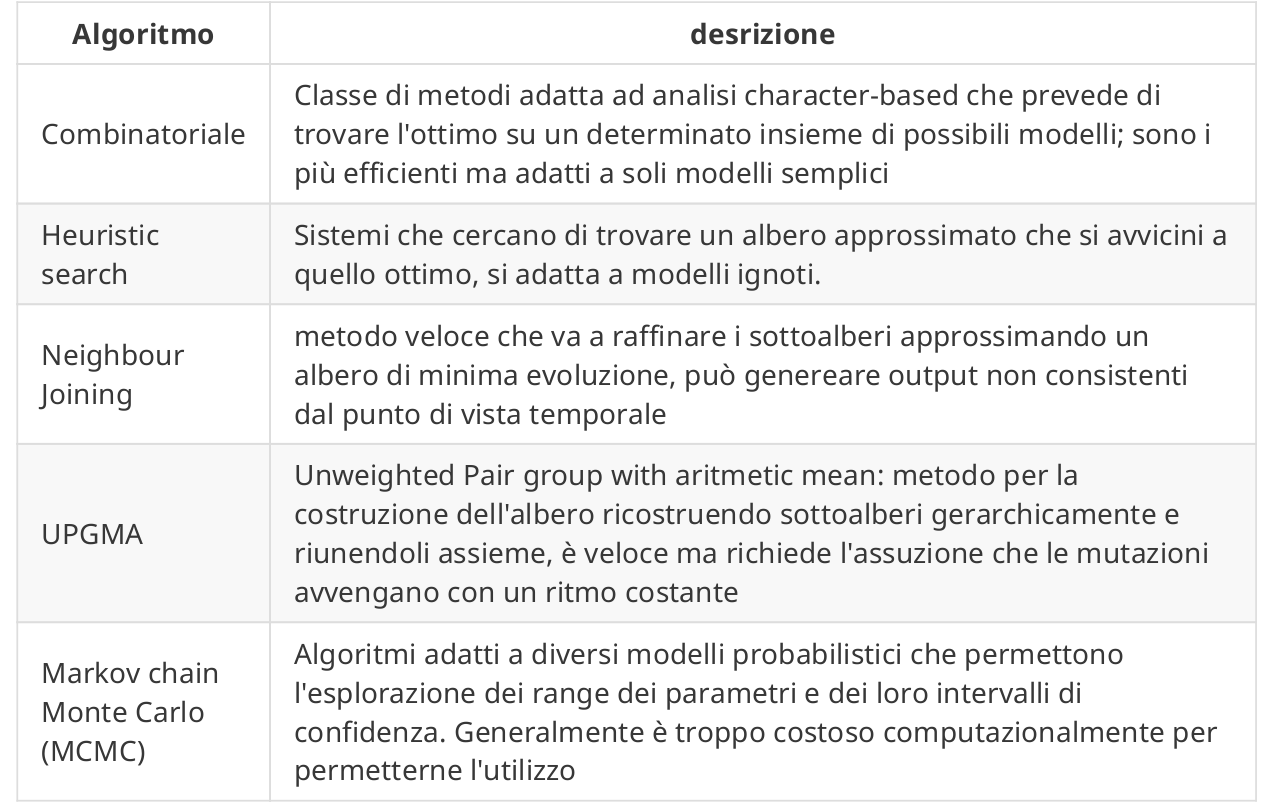 Algoritmo
desrizione
Combinatoriale
Classe di metodi adatta ad analisi character-based che prevede di
trovare l'ottimo su un determinato insieme di possibili modelli; sono i
più efficienti ma adatti a soli modelli semplici
Heuristic
search
Sistemi che cercano di trovare un albero approssimato che si avvicini a
quello ottimo, si adatta a modelli ignoti.
Neighbour
Joining
metodo veloce che va a raffinare i sottoalberi approssimando un
albero di minima evoluzione, può genereare output non consistenti
dal punto di vista temporale
UPGMA
Unweighted Pair group with aritmetic mean: metodo per la
costruzione dell'albero ricostruendo sottoalberi gerarchicamente e
riunendoli assieme, è veloce ma richiede l'assuzione che le mutazioni
avvengano con un ritmo costante
Markov chain
Monte Carlo
(MCMC)
Algoritmi adatti a diversi modelli probabilistici che permettono
l'esplorazione dei range dei parametri e dei loro intervalli di
confidenza. Generalmente è troppo costoso computazionalmente per
permetterne l'utilizzo